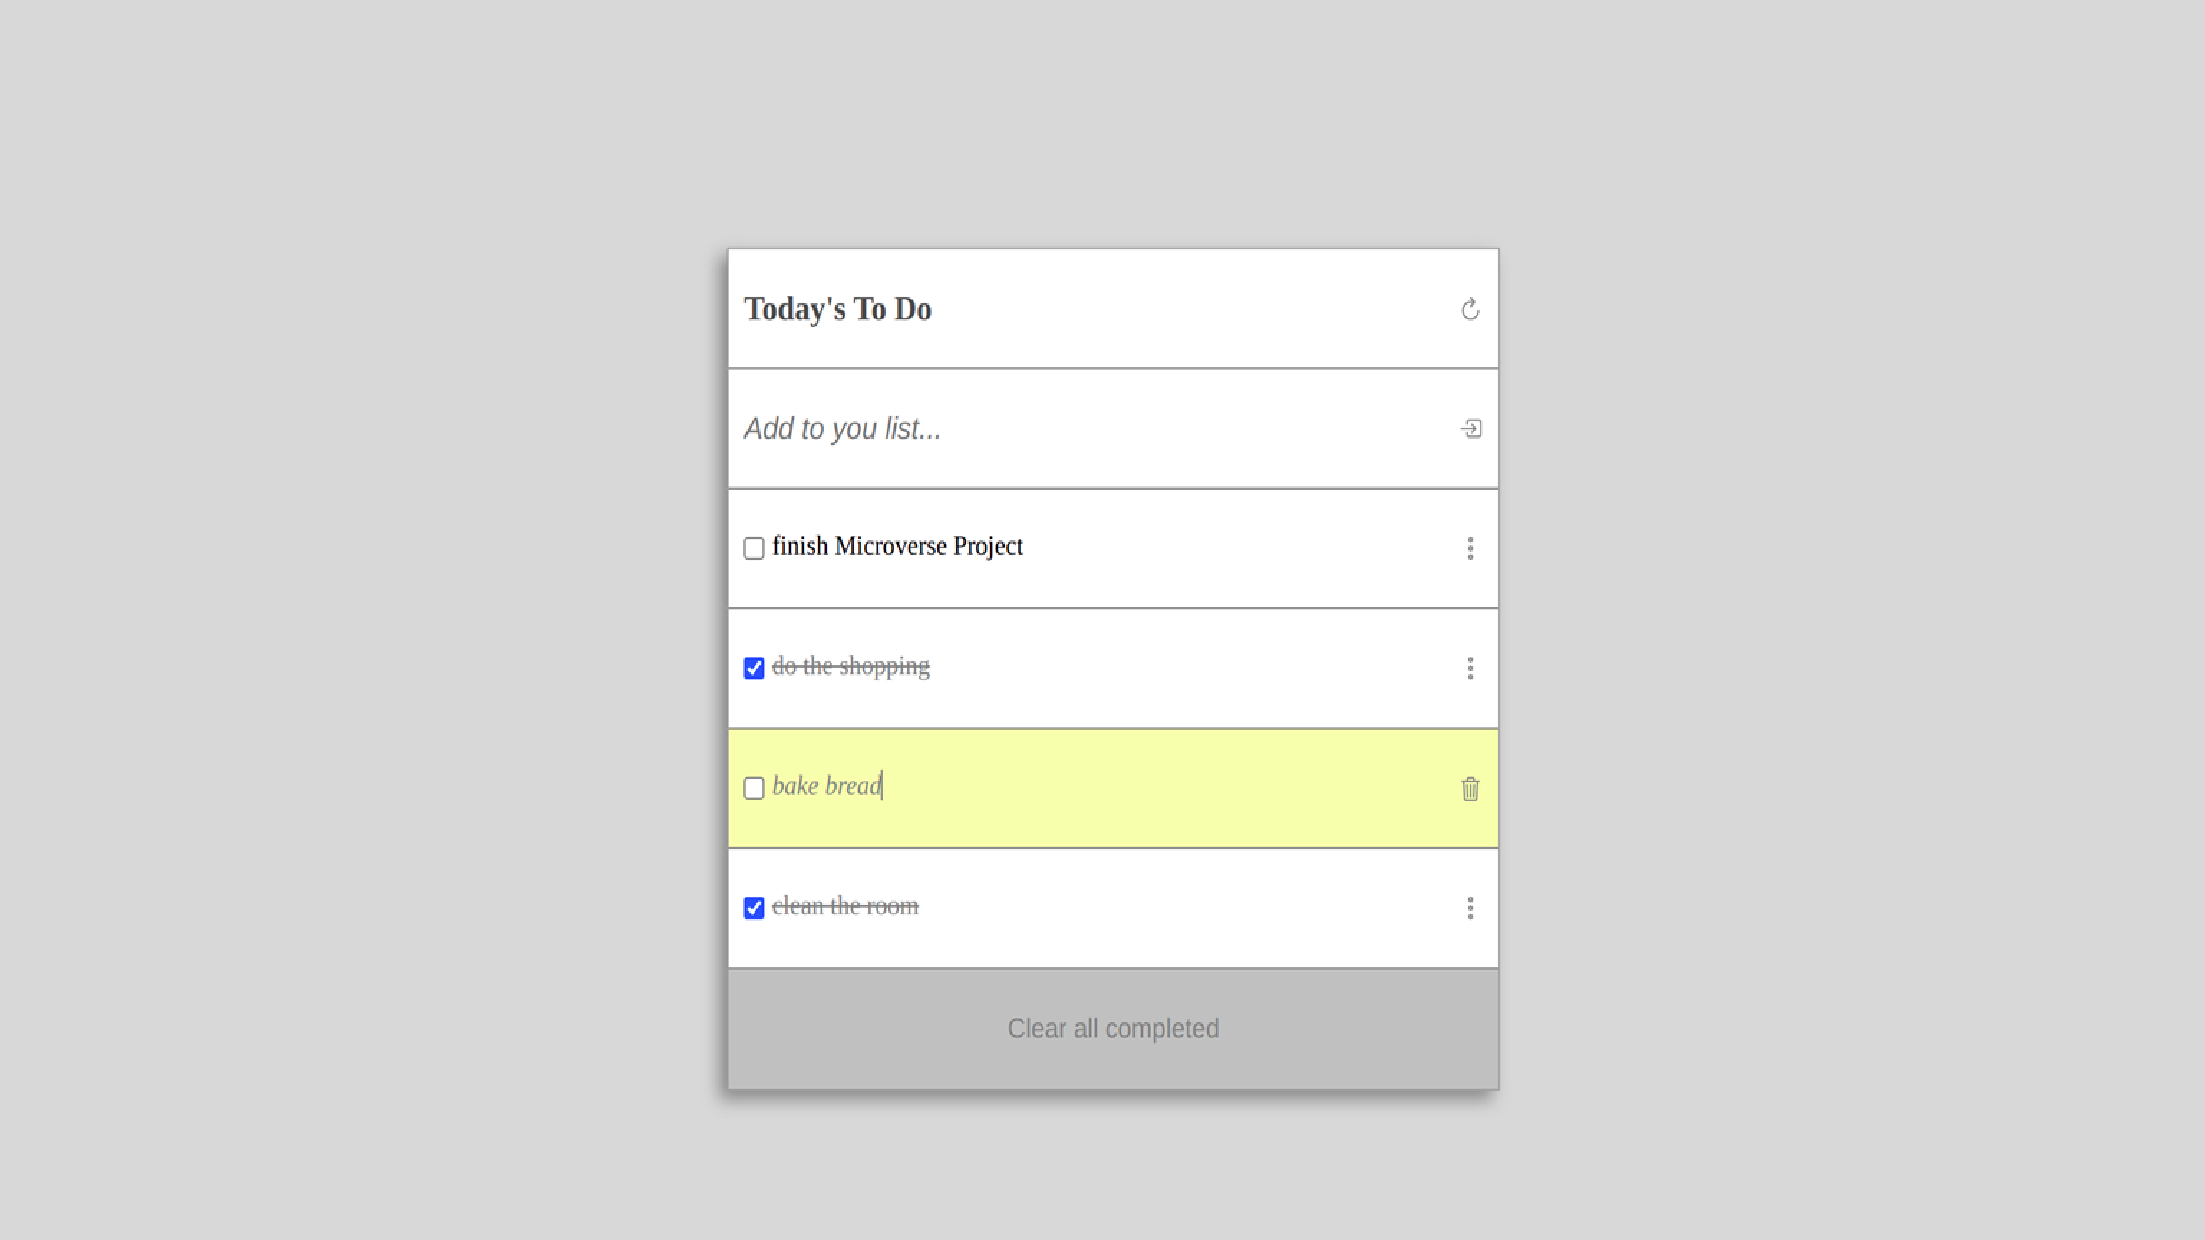 Today's To Do
Add to you list...
finish Microverse Project
do the shopping
bake bread
clean the room
Clear all completed